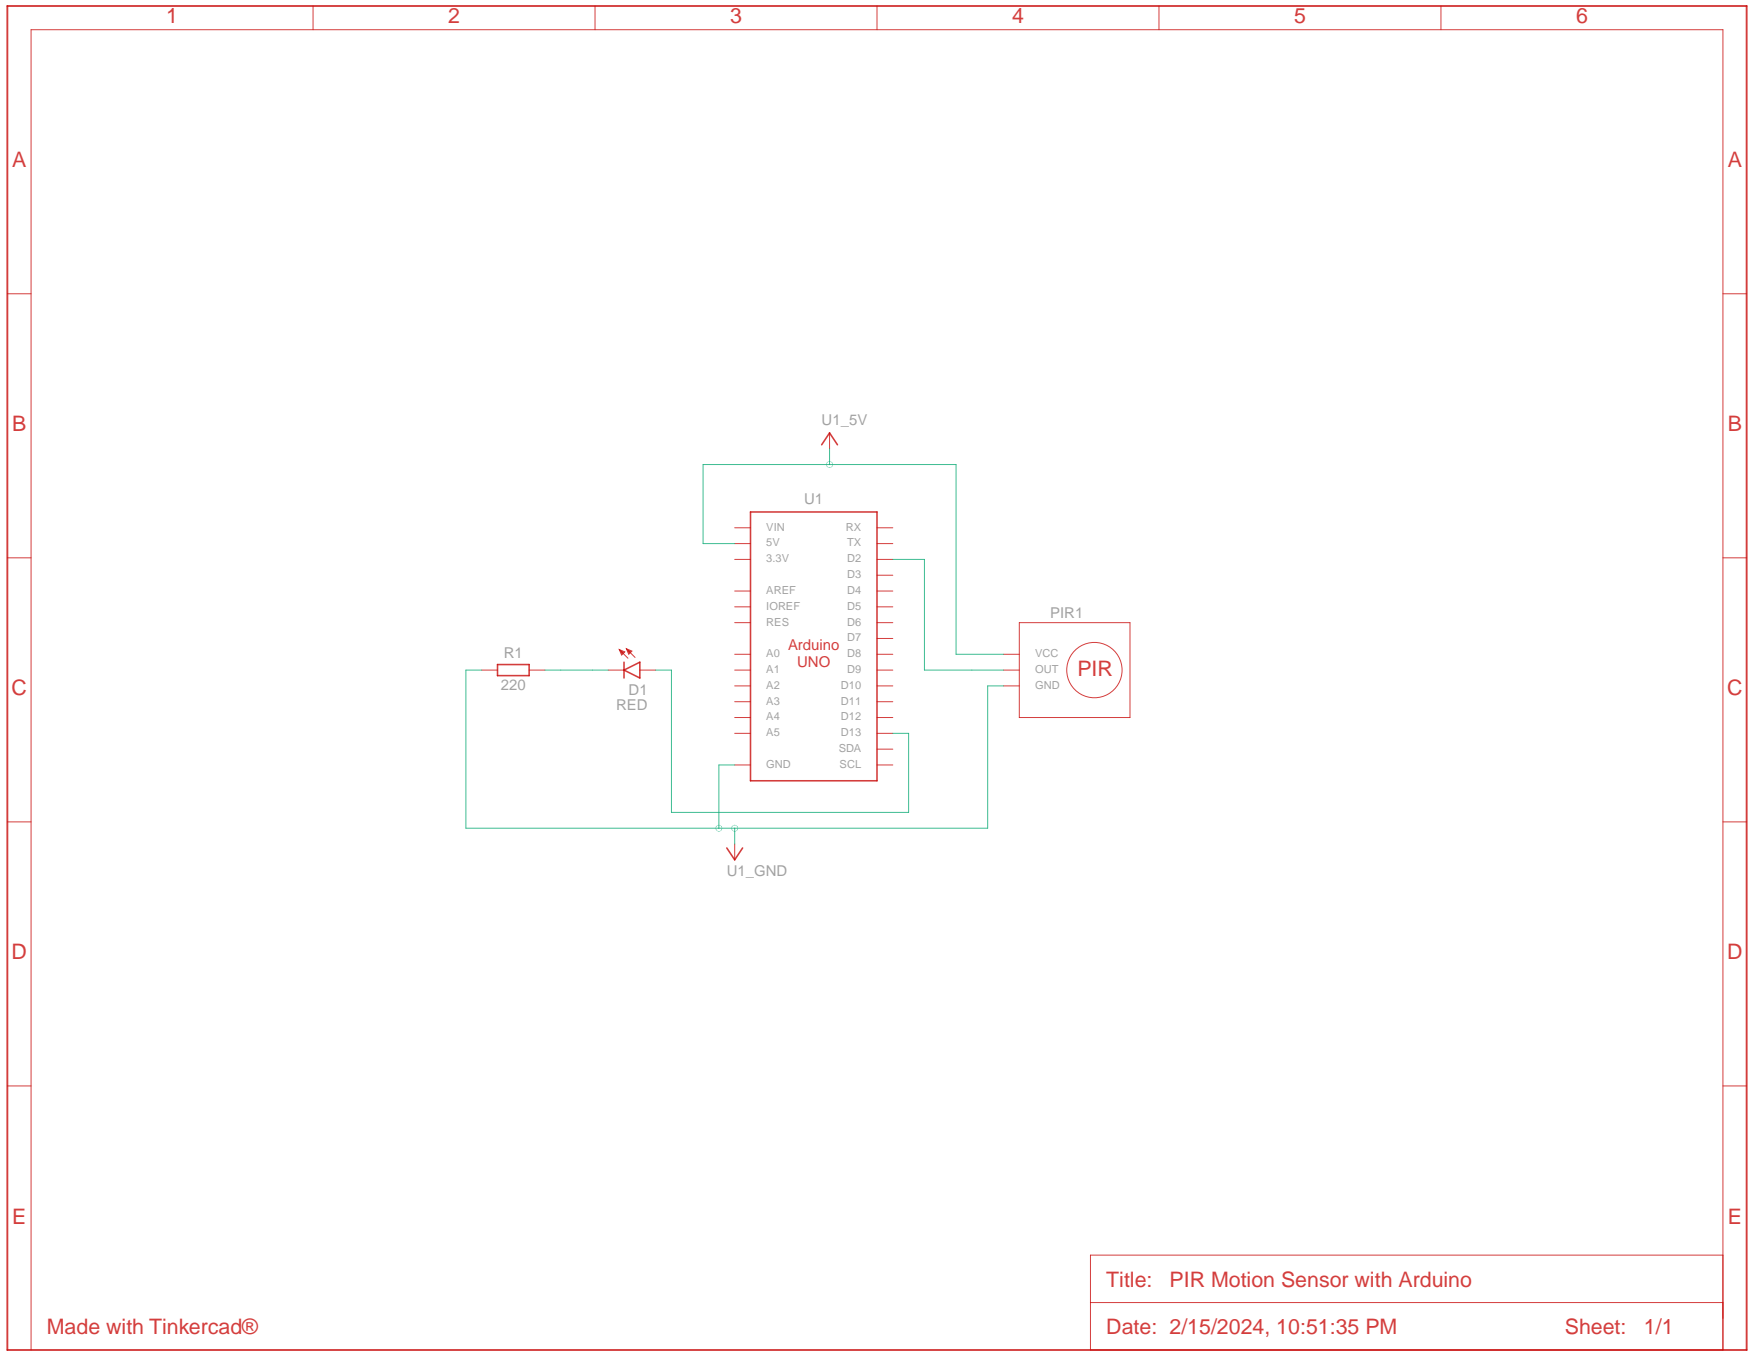 1 2 3 4 5 6
A A
B B
U1_5V
U1
VIN RX
5V TX
3.3V D2
D3
AREF D4
IOREF D5
RES D6
D7
Arduino
UNO
A0 D8
A1 D9
A2 D10
A3 D11
A4 D12
A5 D13
SDA
GND SCL
PIR1
VCC
OUT
GND
PIR
R1
220
D1
RED
C C
U1_GND
D D
E E
Title: PIR Motion Sensor with Arduino
Made with Tinkercad®
Date: 2/15/2024, 10:51:35 PM Sheet: 1/1